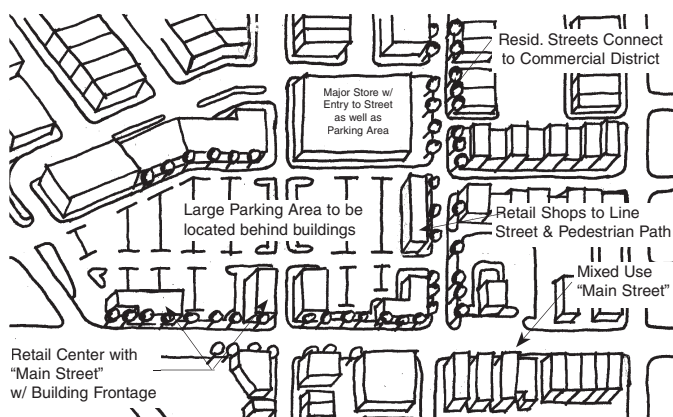 Resid. Streets Connect
to Commercial District
Major Store w/
Entry to Street
as well as
Parking Area
Large Parking Area to be
located behind buildings
Retail Shops to Line
Street & Pedestrian Path
Mixed Use
“Main Street”
Retail Center with
“Main Street”
w/ Building Frontage